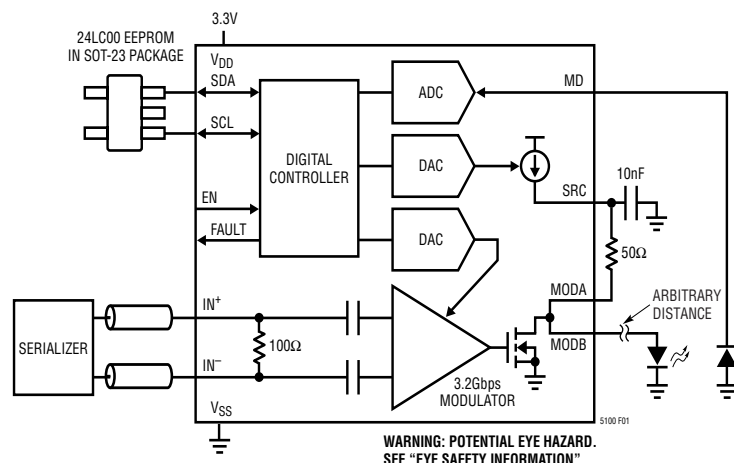 3.3V
24LC00 EEPROM
IN SOT-23 PACKAGE
VDD
SDA
SCL
EN
FAULT
DIGITAL
CONTROLLER
ADC
DAC
DAC
MD
SRC
10nF
50Ω
MODA
MODB
ARBITRARY
DISTANCE
SERIALIZER
IN+
IN–
100Ω
3.2Gbps
MODULATOR
VSS
5100 F01
WARNING: POTENTIAL EYE HAZARD.
SEE “EYE SAFETY INFORMATION”